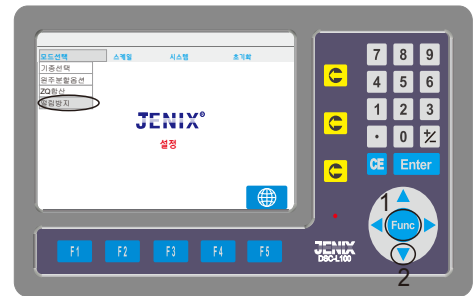 모드선택 스케일 시스템 초기화
기종선택
원주분할옵션
ZQ합산
떨림방지
JENIX®
설정
7 8 9
4 5 6
1 2 3
· 0 +/-
CE Enter
1
Func
2
F1 F2 F3 F4 F5
JENIX
DSC-L100